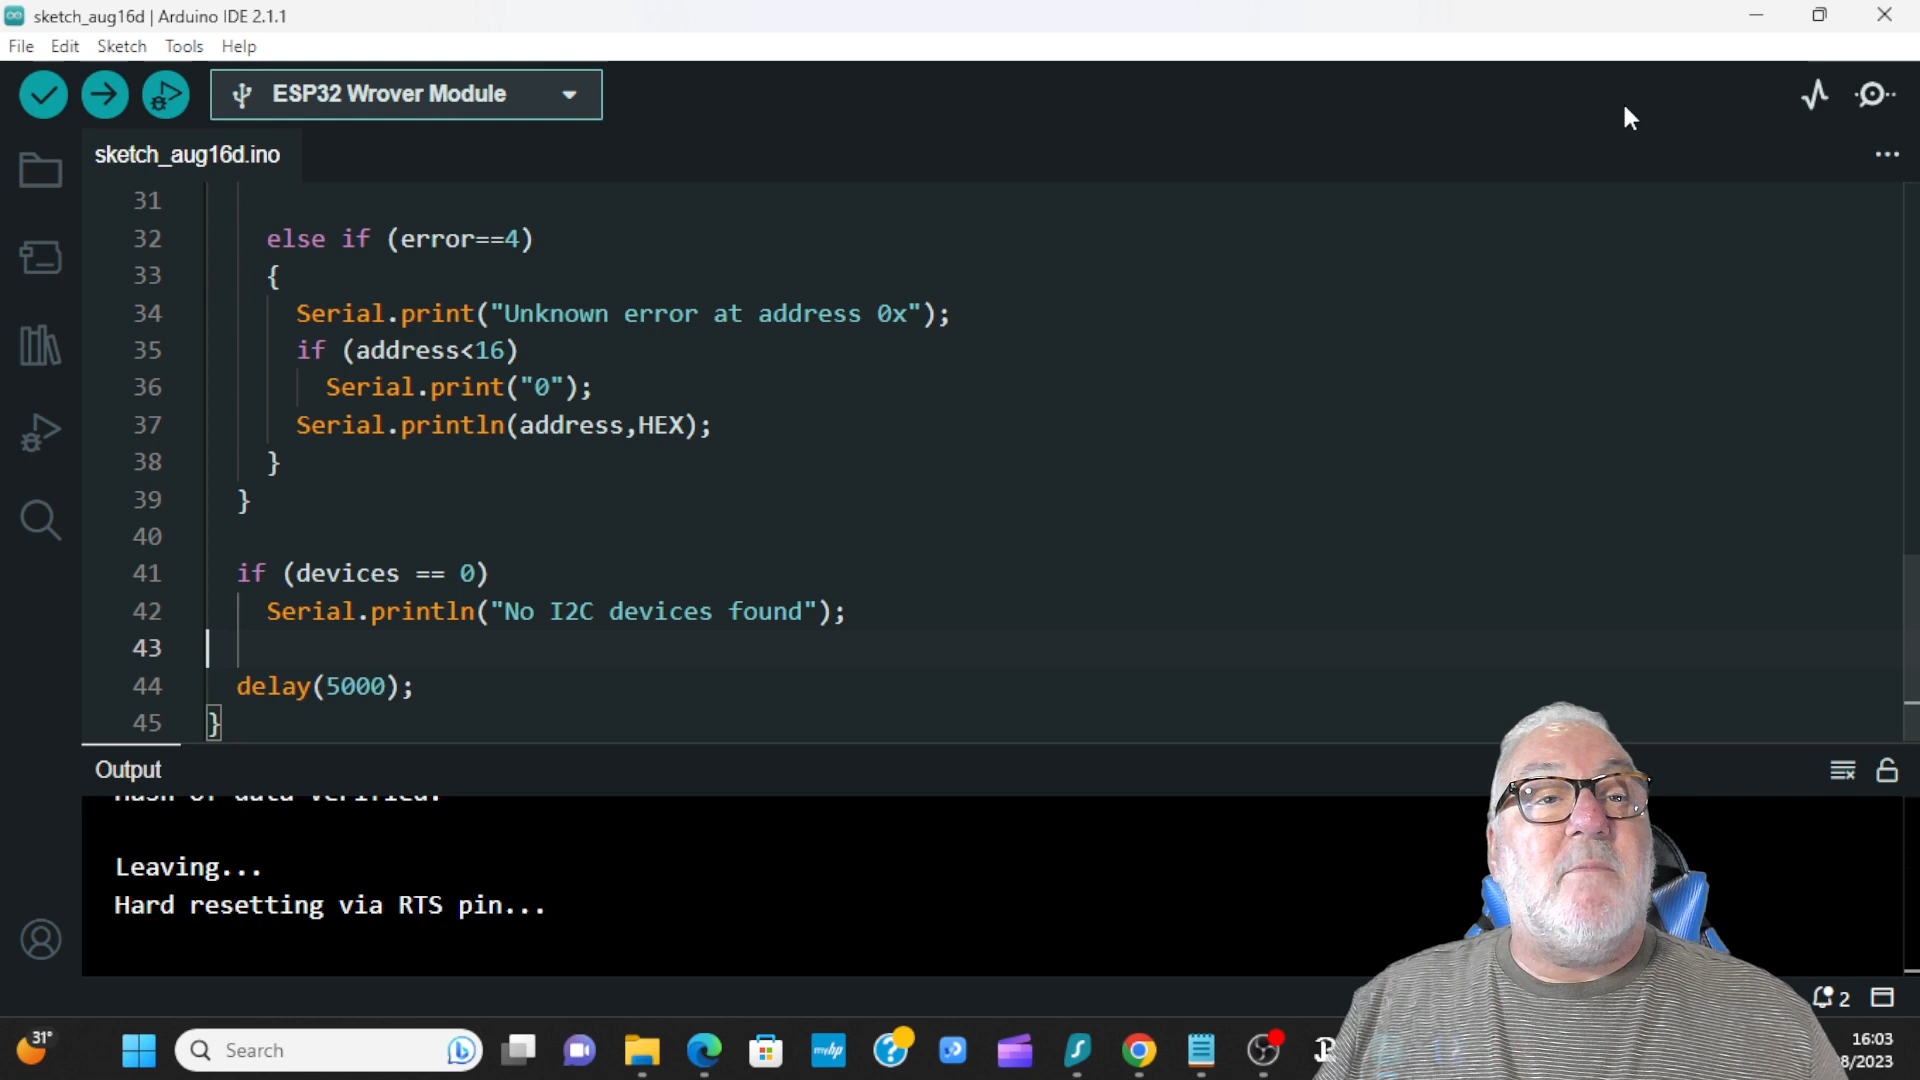 sketch_aug16d | Arduino IDE 2.1.1
File Edit Sketch Tools Help
ESP32 Wrover Module
sketch_aug16d.ino
31
32 else if (error==4)
33 {
34 Serial.print("Unknown error at address 0x");
35 if (address<16)
36 Serial.print("0");
37 Serial.println(address,HEX);
38 }
39 }
40
41 if (devices == 0)
42 Serial.println("No I2C devices found");
43
44 delay(5000);
45 }
Output
Leaving...
Hard resetting via RTS pin...
2
31°
Search
myhp
16:03
8/2023